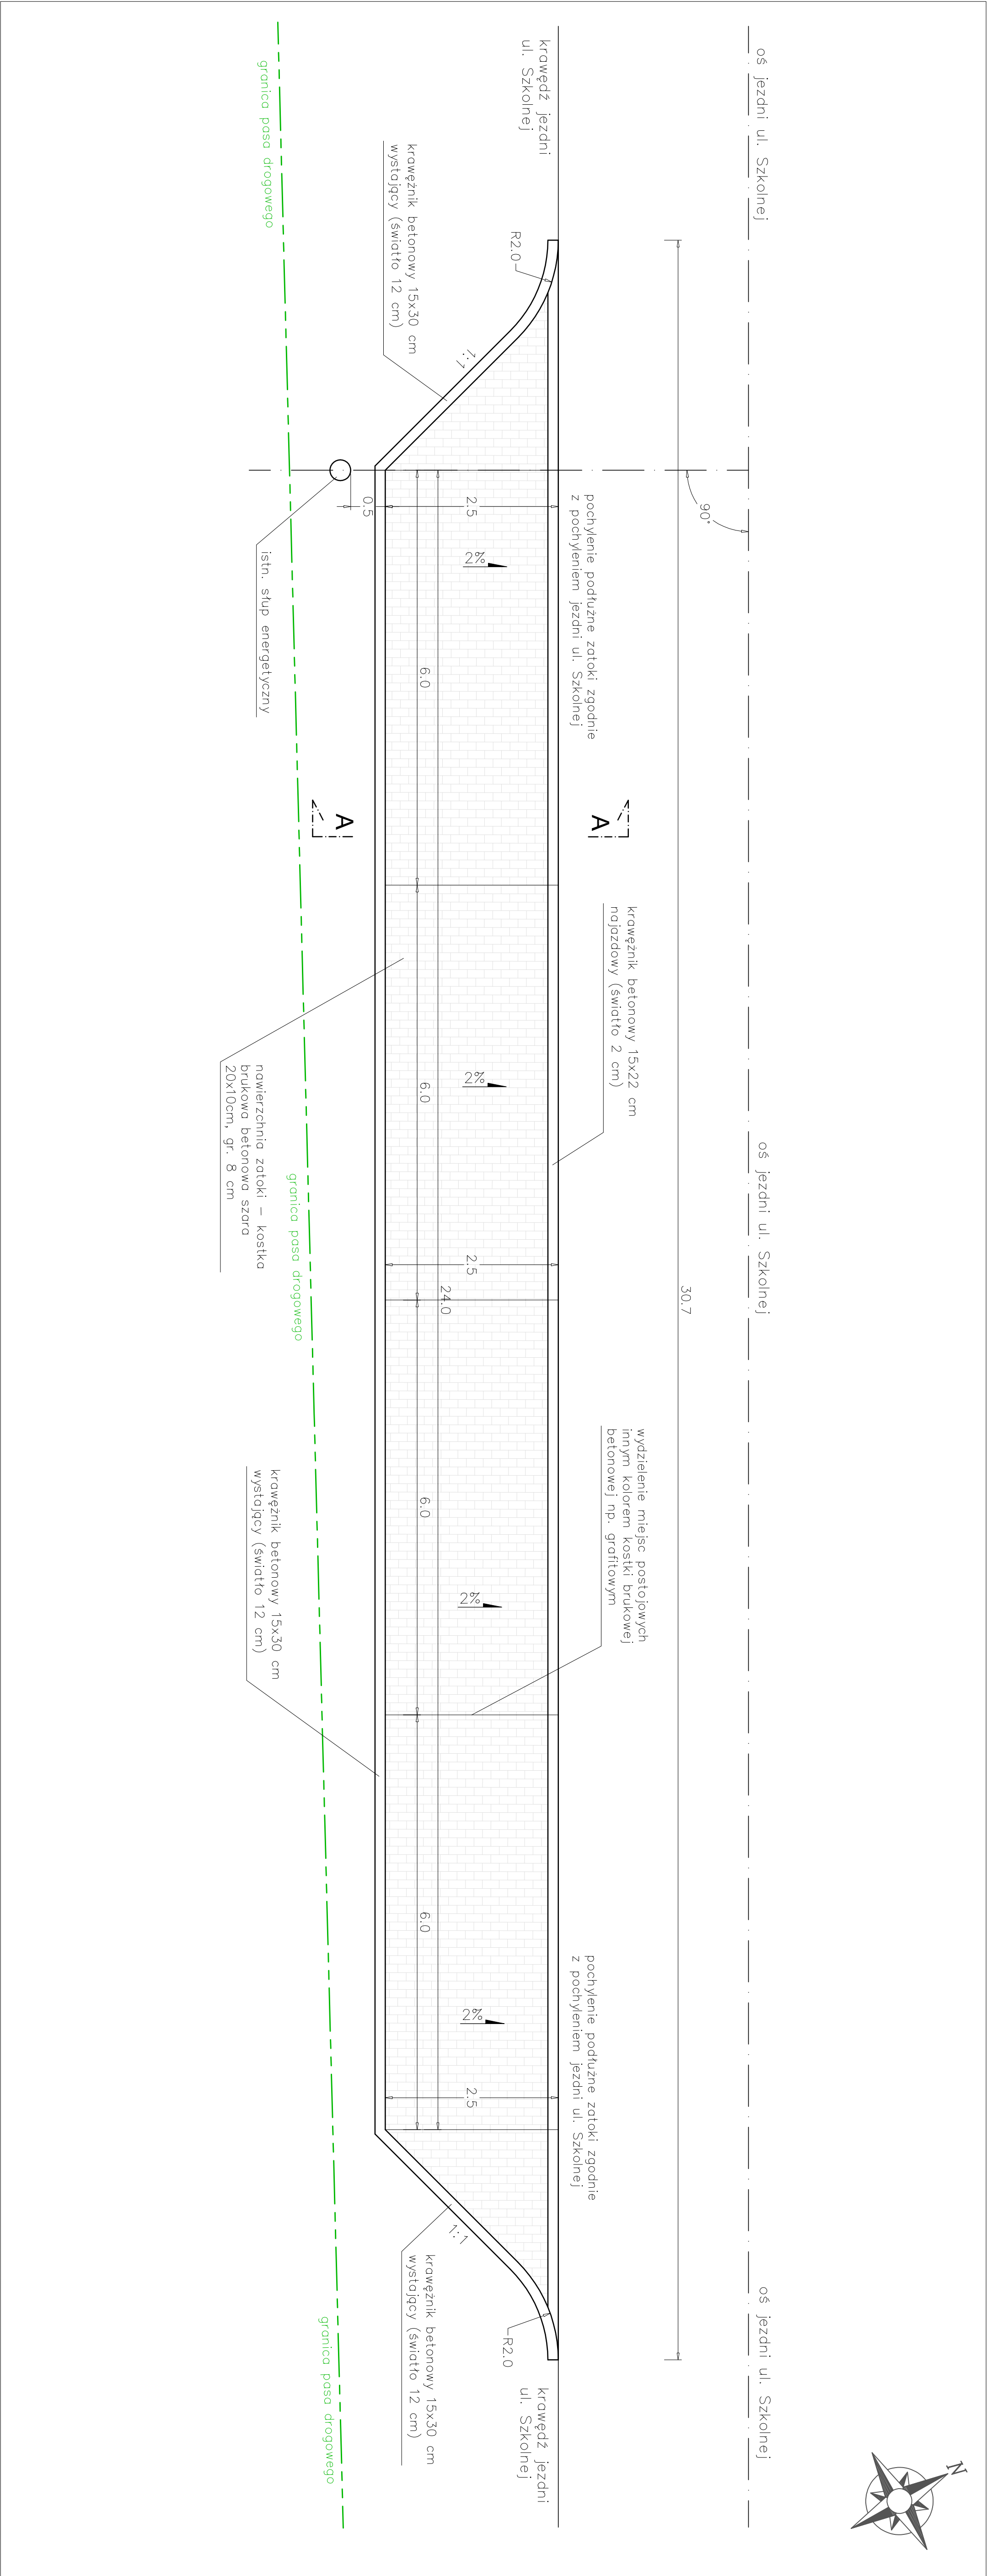 oś jezdni ul. Szkolnej
oś jezdni ul. Szkolnej
oś jezdni ul. Szkolnej
N
30.7
90°
krawężnik betonowy 15x22 cm
najazdowy (światło 2 cm)
wydzielenie miejsc postojowych
innym kolorem kostki brukowej
betonowej np. grafitowym
pochylenie podłużne zatoki zgodnie
z pochyleniem jezdni ul. Szkolnej
pochylenie podłużne zatoki zgodnie
z pochyleniem jezdni ul. Szkolnej
A
krawędź jezdni
ul. Szkolnej
krawędź jezdni
ul. Szkolnej
R2.0
R2.0
2%
2%
2%
2%
2.5
2.5
2.5
24.0
6.0
6.0
6.0
6.0
1:1
1:1
0.5
krawężnik betonowy 15x30 cm
wystający (światło 12 cm)
krawężnik betonowy 15x30 cm
wystający (światło 12 cm)
A
istn. słup energetyczny
nawierzchnia zatoki – kostka
brukowa betonowa szara
20x10cm, gr. 8 cm
krawężnik betonowy 15x30 cm
wystający (światło 12 cm)
granica pasa drogowego
granica pasa drogowego
granica pasa drogowego